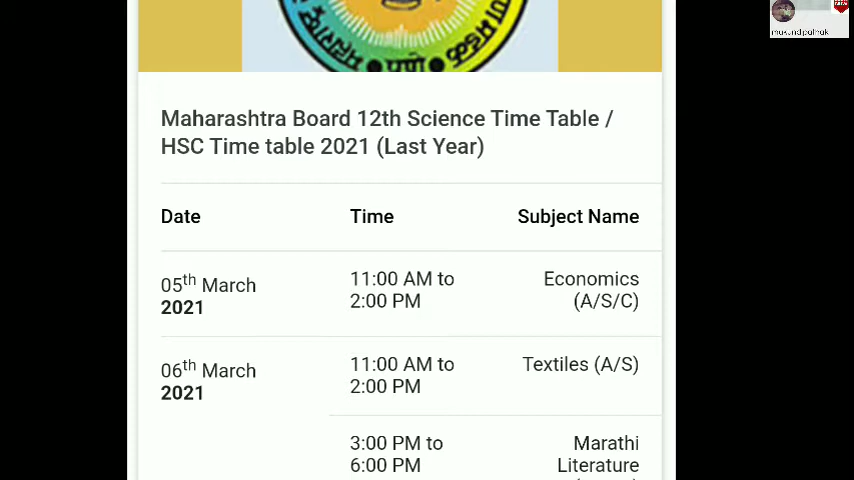 पुणे
mukund pathak
Maharashtra Board 12th Science Time Table /
HSC Time table 2021 (Last Year)
Date Time Subject Name
05th March 2021 11:00 AM to 2:00 PM Economics (A/S/C)
06th March 2021 11:00 AM to 2:00 PM Textiles (A/S)
3:00 PM to 6:00 PM Marathi Literature